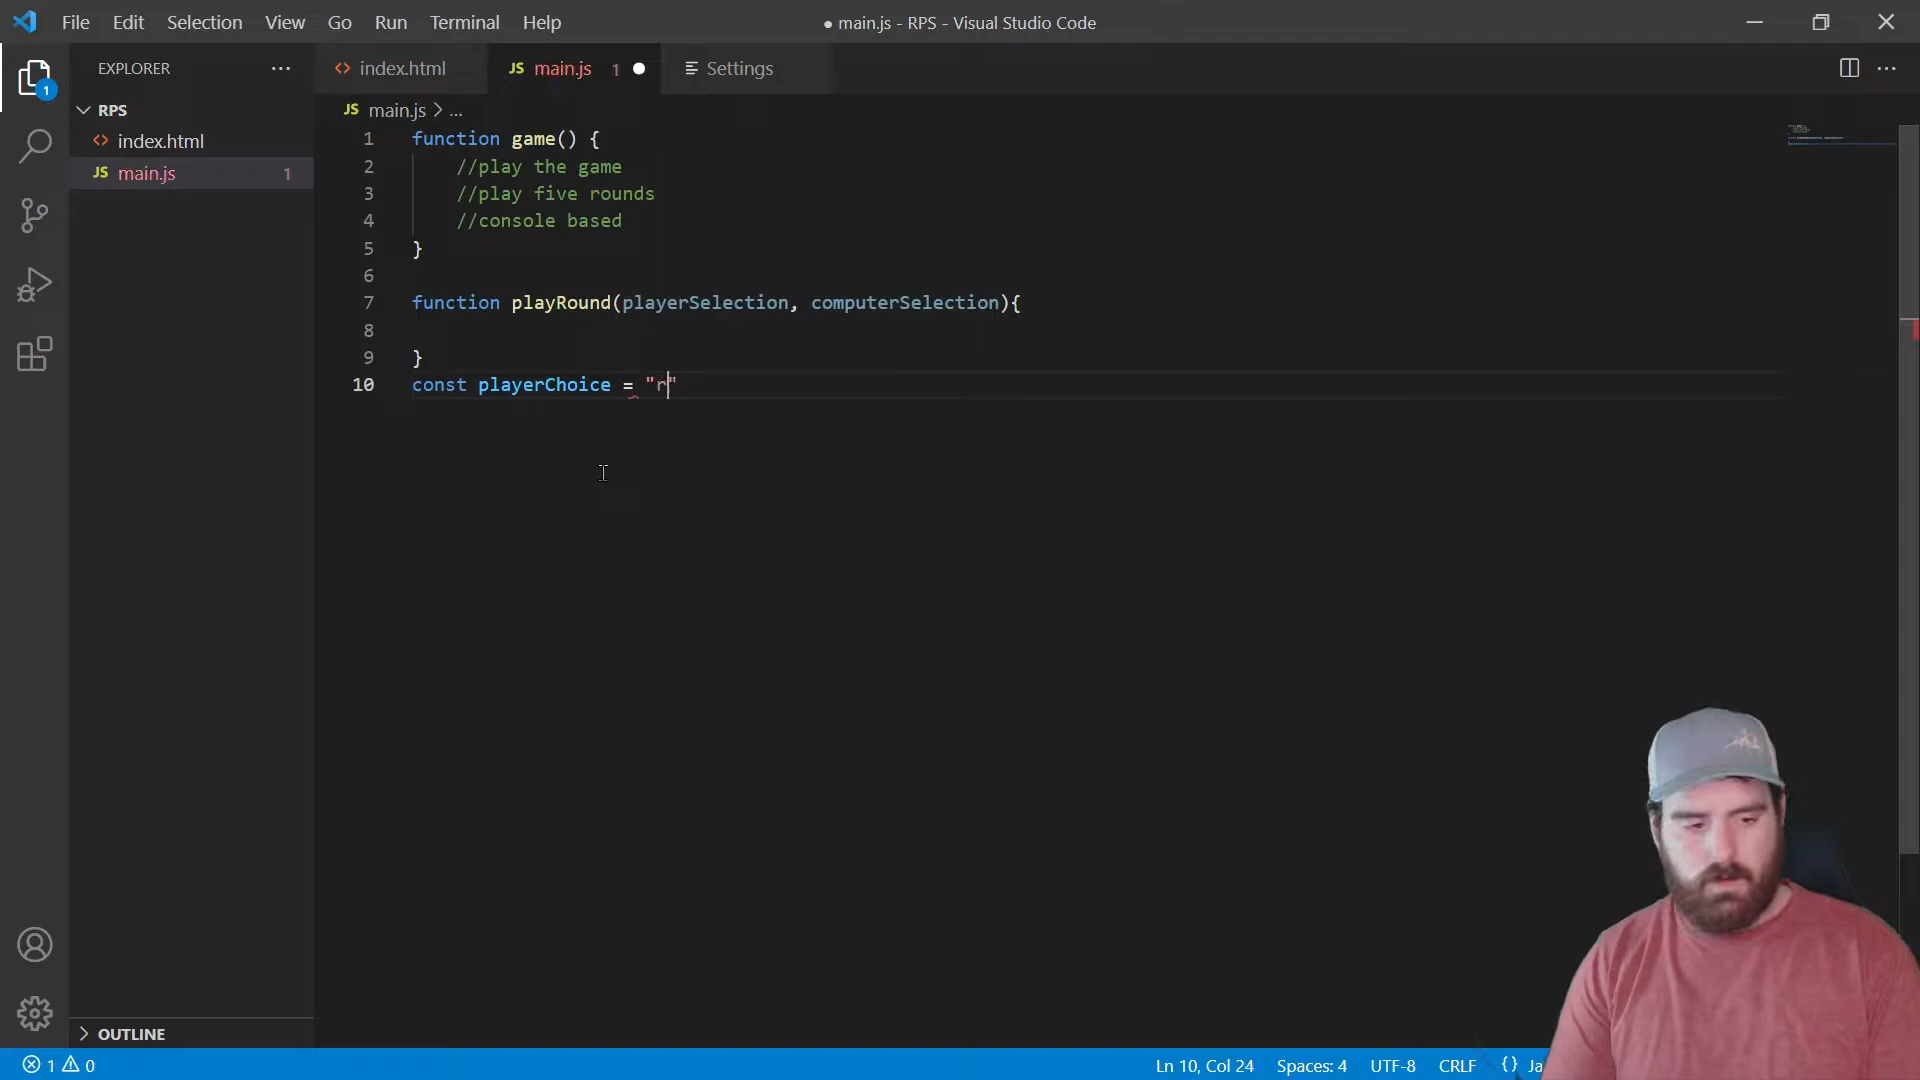 File Edit Selection View Go Run Terminal Help
● main.js - RPS - Visual Studio Code
EXPLORER
index.html
JS main.js 1
Settings
1
RPS
index.html
JS main.js 1
JS main.js > ...
1 function game() {
2 //play the game
3 //play five rounds
4 //console based
5 }
6
7 function playRound(playerSelection, computerSelection){
8
9 }
10 const playerChoice = "r"
OUTLINE
1 0
Ln 10, Col 24 Spaces: 4 UTF-8 CRLF {} Ja